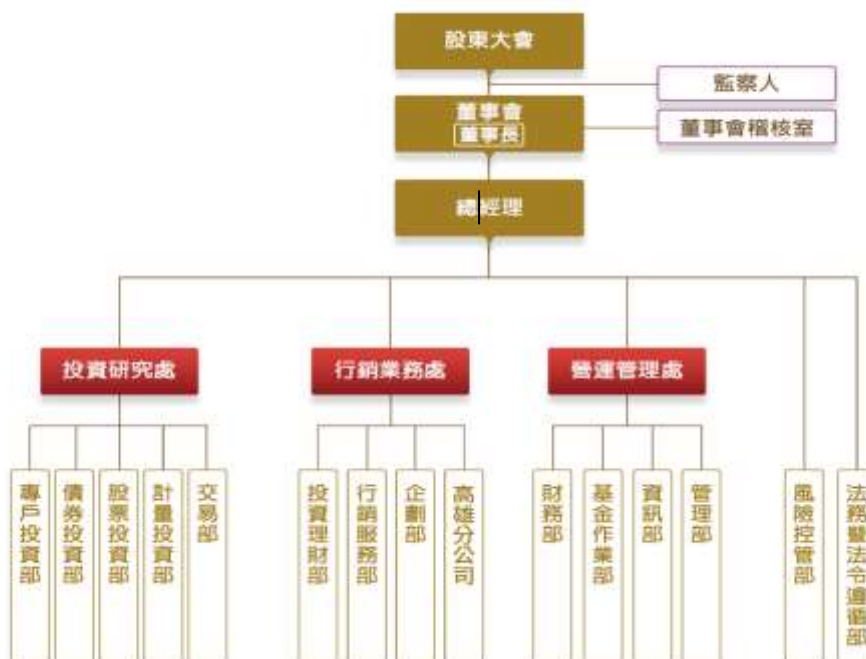 股東大會
監察人
董事會
董事長
董事會稽核室
總經理
投資研究處
行銷業務處
營運管理處
專戶投資部
債券投資部
股票投資部
計量投資部
交易部
投資理財部
行銷服務部
企劃部
高雄分公司
財務部
基金作業部
資訊部
管理部
風險控管部
法務暨法令遵循部